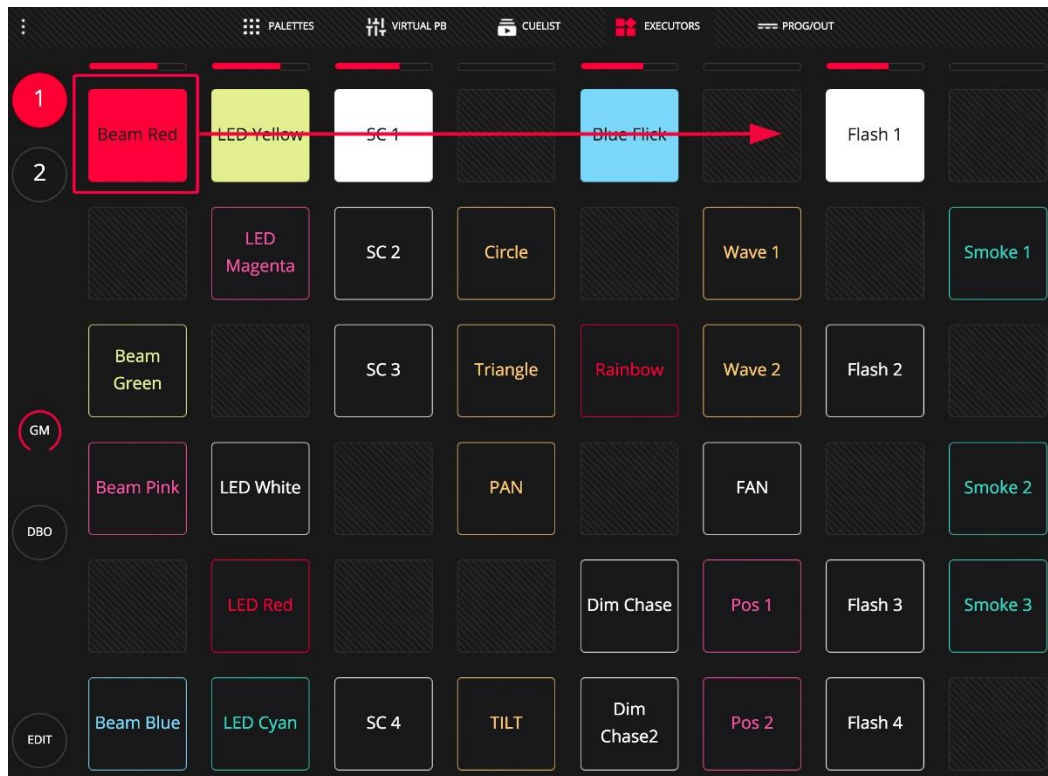 PALETTES VIRTUAL PB CUELIST EXECUTORS PROG/OUT
1
Beam Red LED Yellow SC 1 Blue Flick Flash 1
2
LED
Magenta
SC 2 Circle Wave 1 Smoke 1
Beam
Green
SC 3 Triangle Rainbow Wave 2 Flash 2
GM
Beam Pink LED White PAN FAN Smoke 2
DBO
LED Red Dim Chase Pos 1 Flash 3 Smoke 3
Beam Blue LED Cyan SC 4 TILT
Dim
Chase2
Pos 2 Flash 4
EDIT